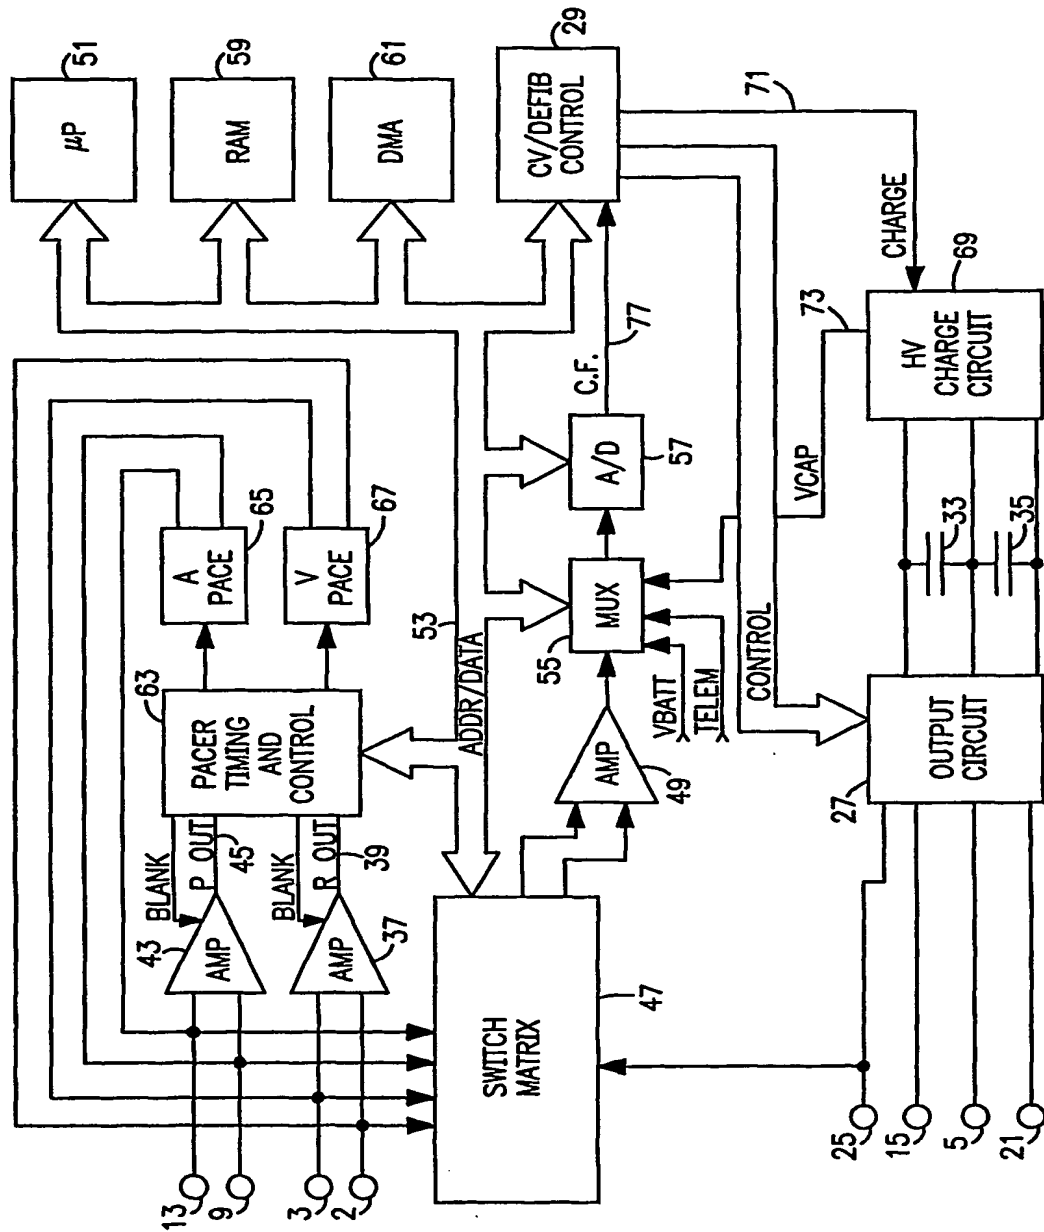 µP
51
RAM
59
DMA
61
CV/DEFIB
CONTROL
29
71
CHARGE
HV
CHARGE
CIRCUIT
69
73
VCAP
C.F.
77
A/D
57
MUX
55
VBATT
TELEM
CONTROL
33
35
OUTPUT
CIRCUIT
27
AMP
49
ADDR/DATA
53
A
PACE
65
V
PACE
67
PACER
TIMING
AND
CONTROL
63
BLANK
P OUT
45
BLANK
R OUT
39
AMP
43
AMP
37
SWITCH
MATRIX
47
13
9
3
2
25
15
5
21